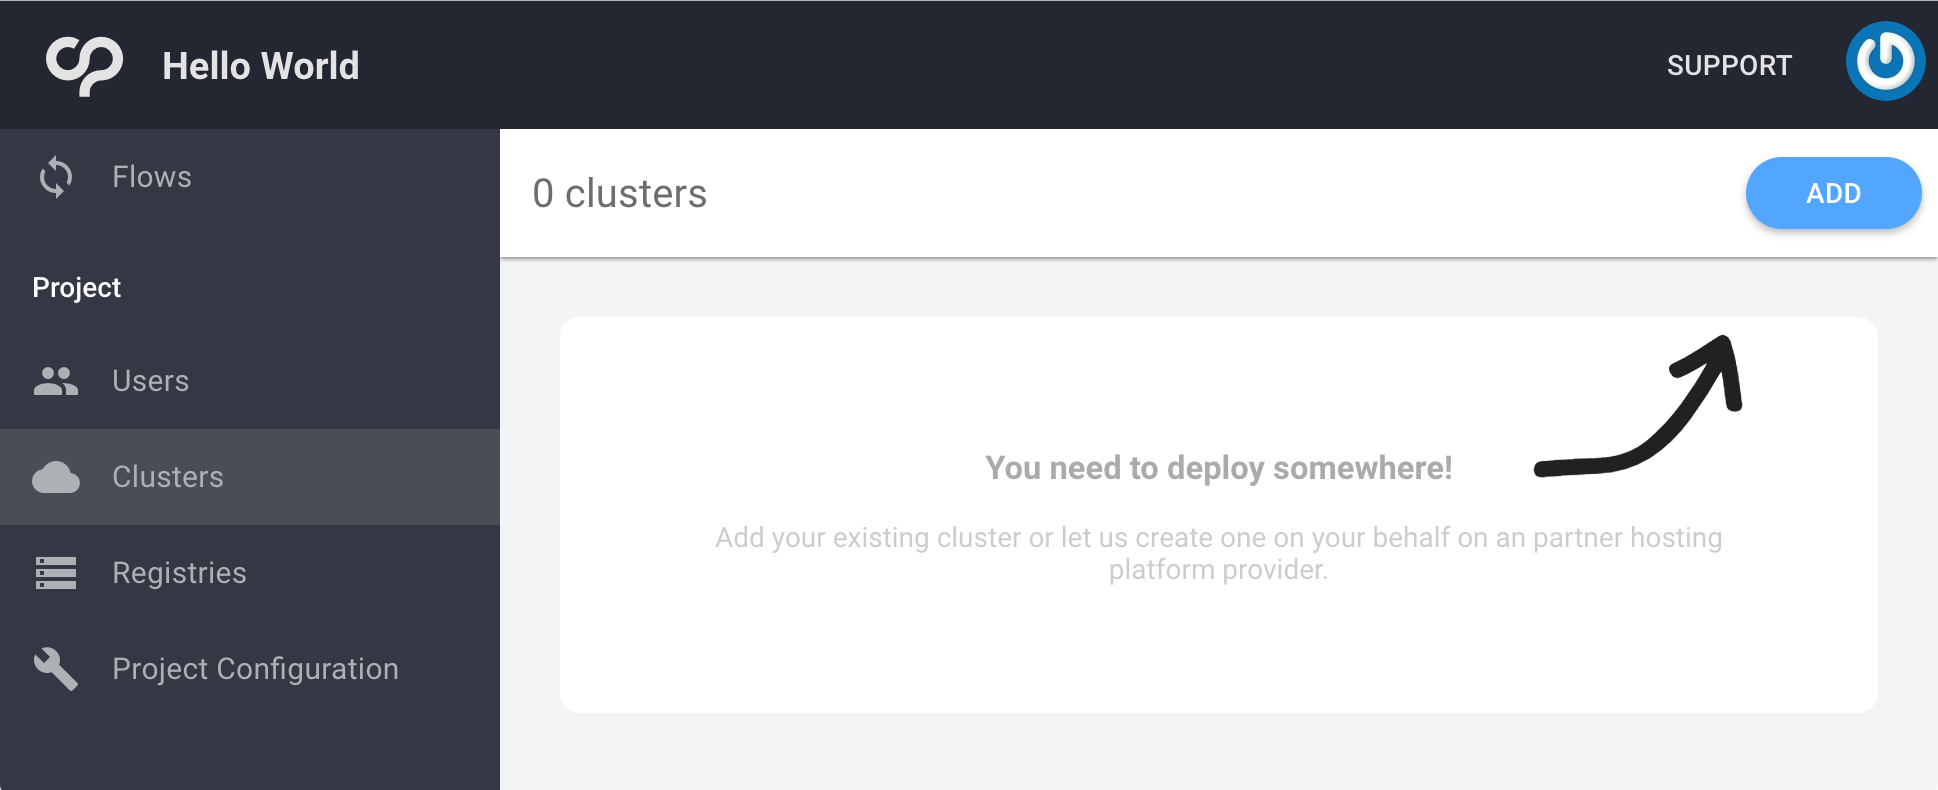 Hello World
SUPPORT
Flows
Project
Users
Clusters
Registries
Project Configuration
0 clusters
ADD
You need to deploy somewhere!
Add your existing cluster or let us create one on your behalf on an partner hosting
platform provider.